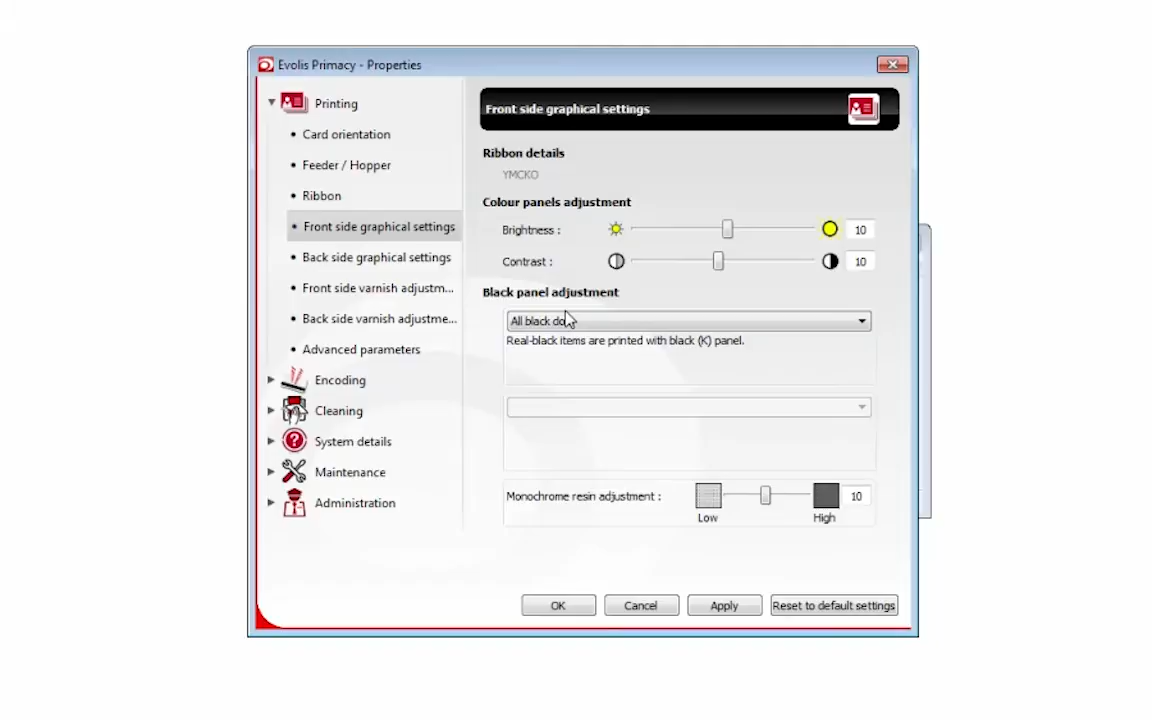 Evolis Primacy - Properties
Printing
Card orientation
Feeder / Hopper
Ribbon
Front side graphical settings
Back side graphical settings
Front side varnish adjustm...
Back side varnish adjustme...
Advanced parameters
Encoding
Cleaning
System details
Maintenance
Administration
Front side graphical settings
Ribbon details
YMCKO
Colour panels adjustment
Brightness : 10
Contrast : 10
Black panel adjustment
All black do
Real-black items are printed with black (K) panel.
Monochrome resin adjustment : 10
Low High
OK Cancel Apply Reset to default settings